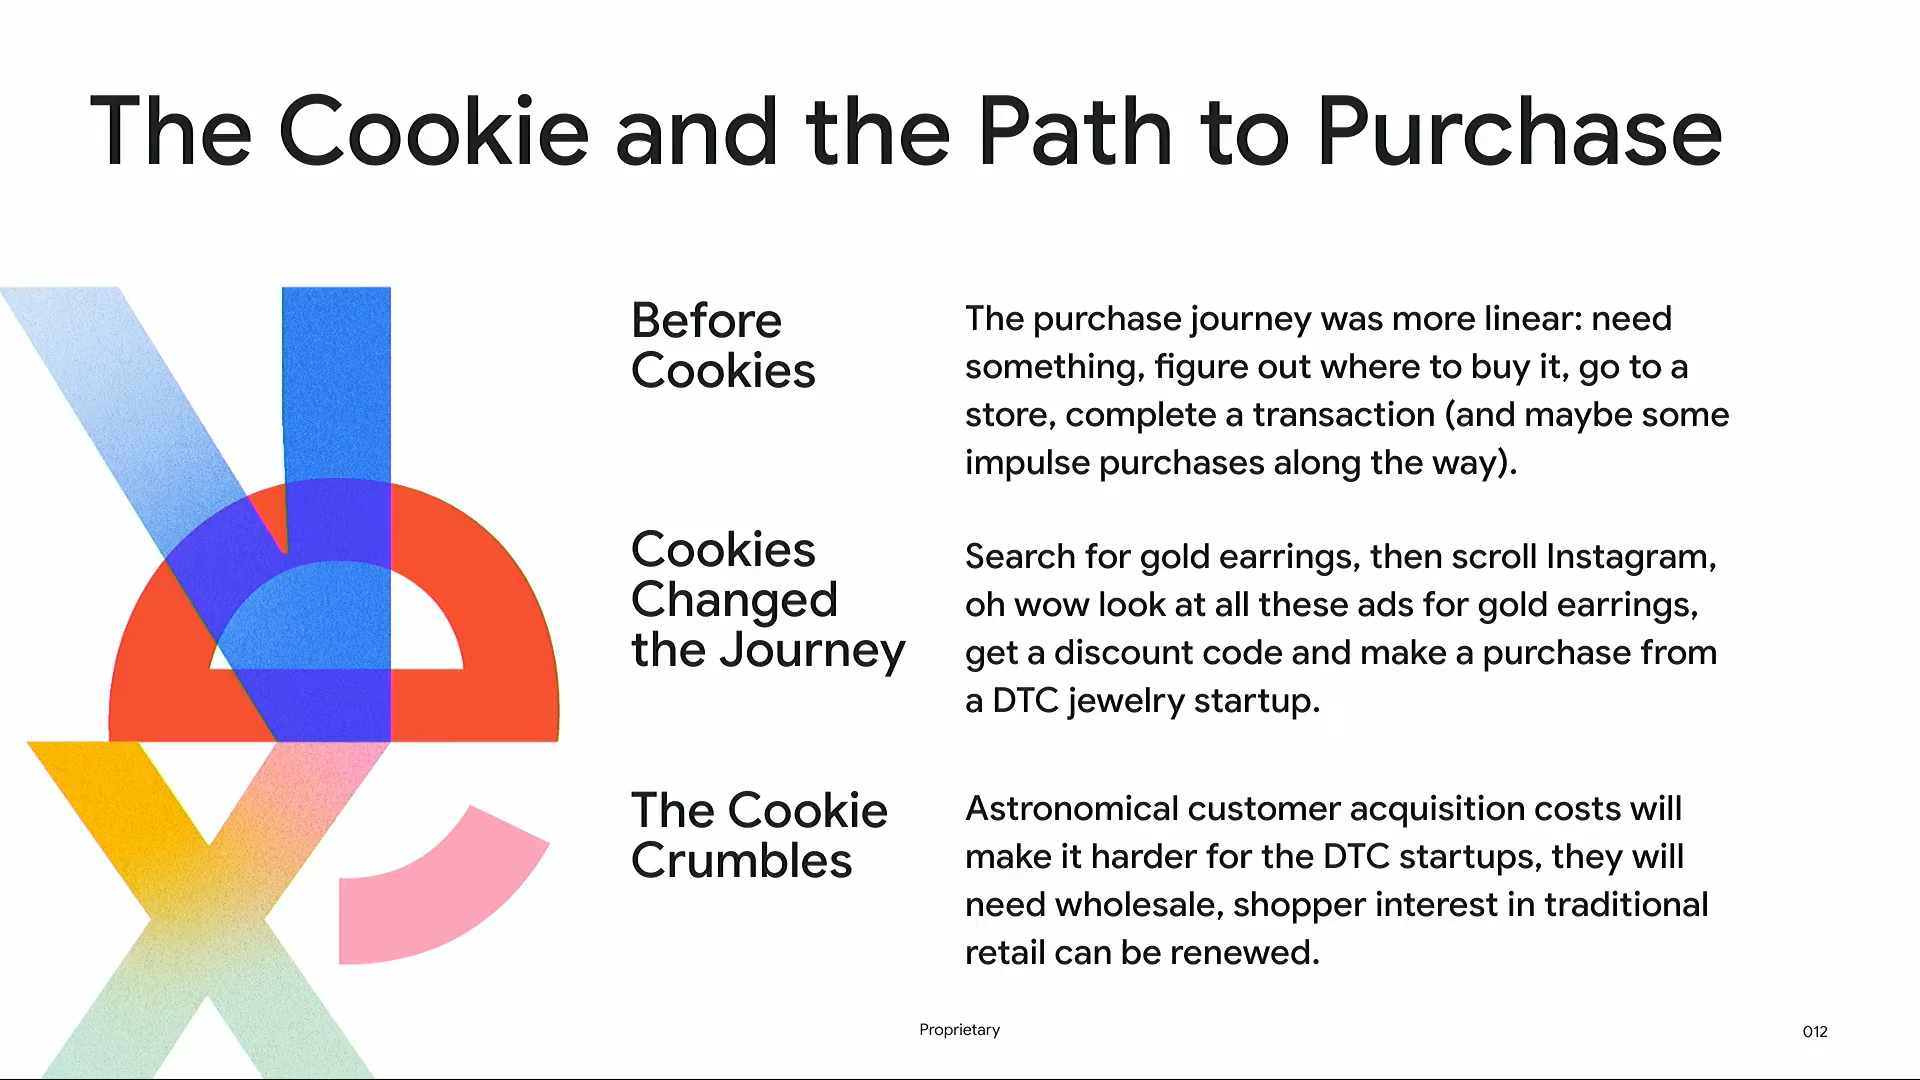 The Cookie and the Path to Purchase
Before
Cookies
The purchase journey was more linear: need
something, figure out where to buy it, go to a
store, complete a transaction (and maybe some
impulse purchases along the way).
Cookies
Changed
the Journey
Search for gold earrings, then scroll Instagram,
oh wow look at all these ads for gold earrings,
get a discount code and make a purchase from
a DTC jewelry startup.
The Cookie
Crumbles
Astronomical customer acquisition costs will
make it harder for the DTC startups, they will
need wholesale, shopper interest in traditional
retail can be renewed.
Proprietary
012